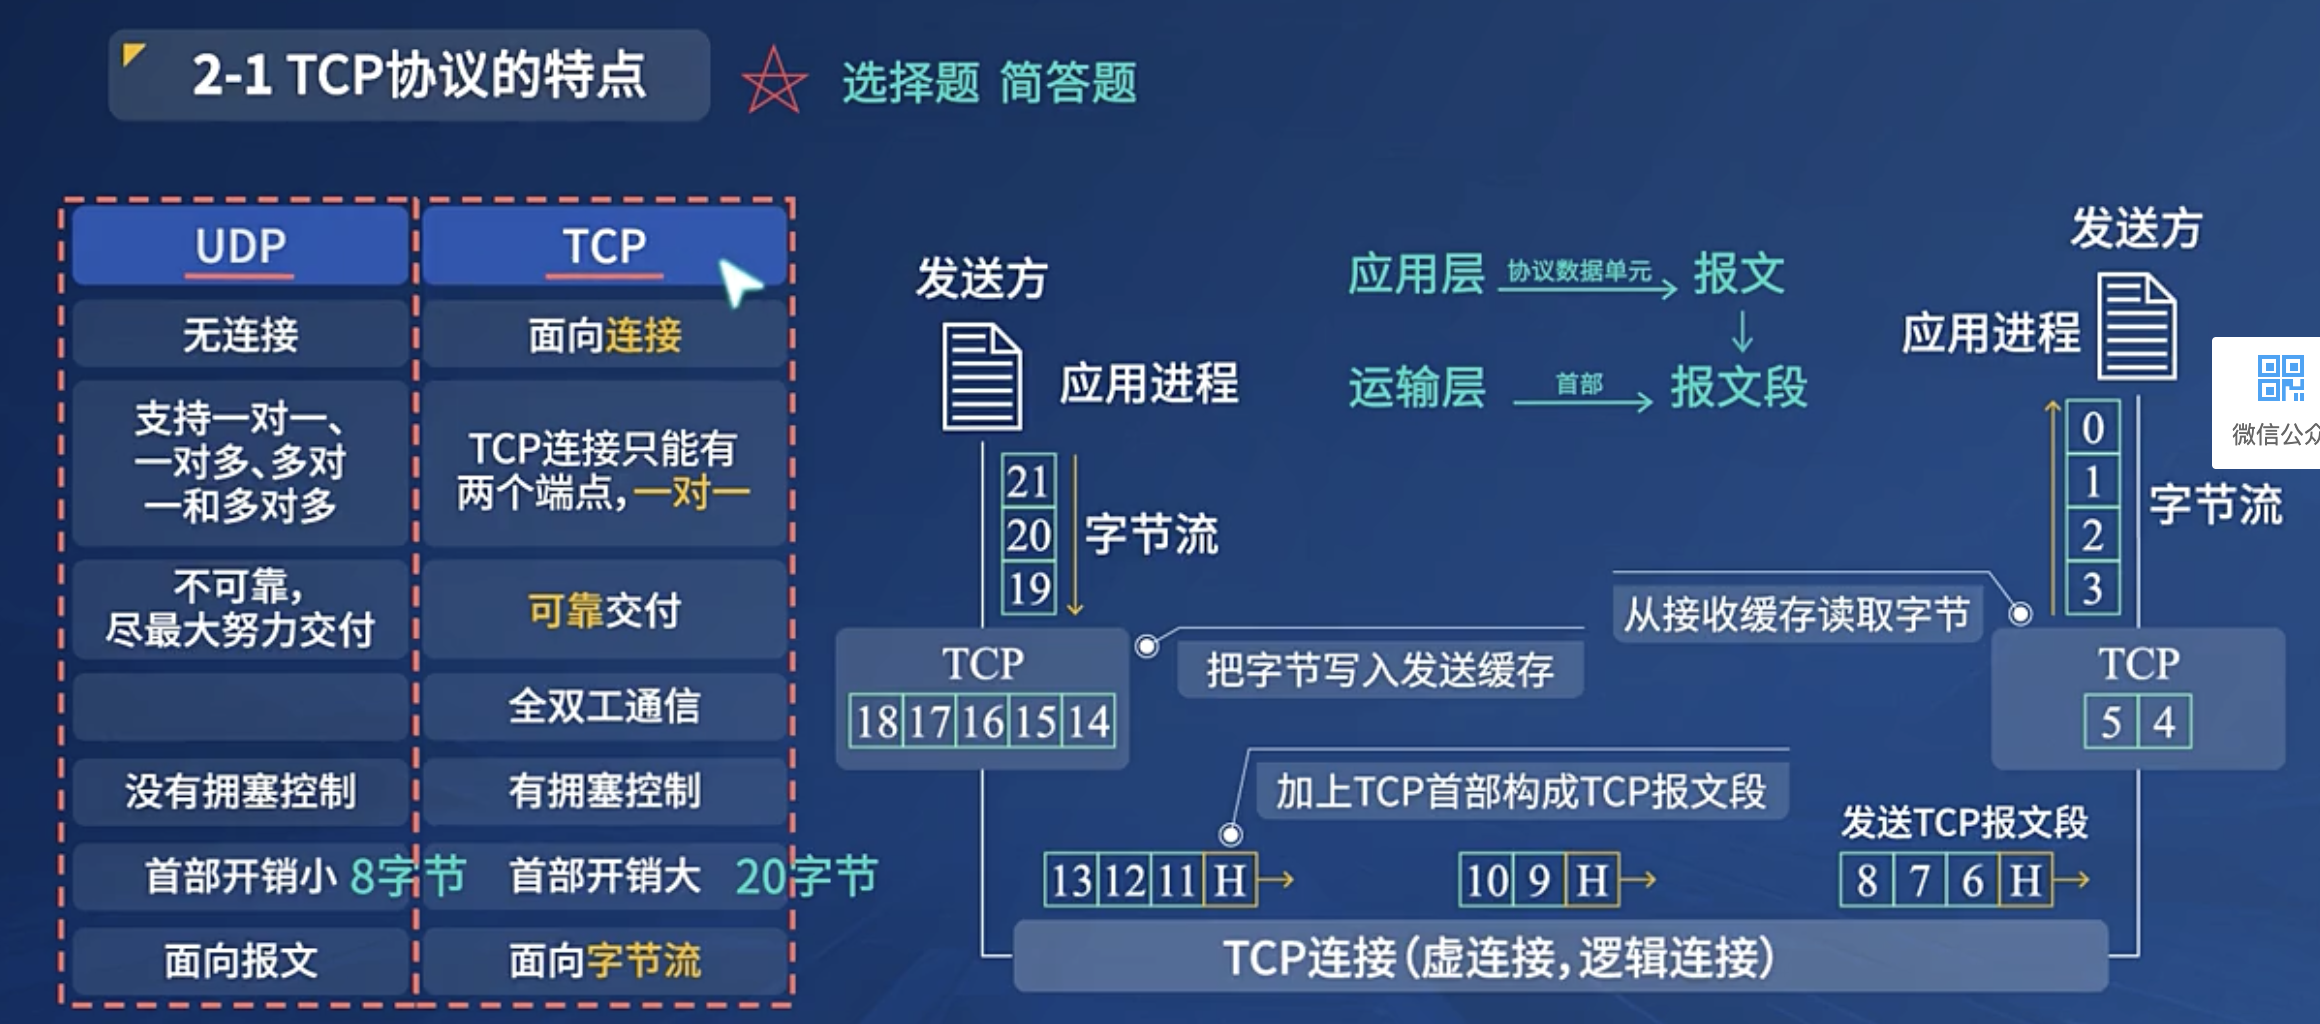 2-1 TCP协议的特点
选择题 简答题
UDP
TCP
无连接
面向连接
支持一对一、
一对多、多对
一和多对多
TCP连接只能有
两个端点，一对一
不可靠，
尽最大努力交付
可靠交付
全双工通信
没有拥塞控制
有拥塞控制
首部开销小 8字节
首部开销大 20字节
面向报文
面向字节流
发送方
应用进程
21
20
19
字节流
TCP
18 17 16 15 14
把字节写入发送缓存
应用层 协议数据单元 报文
运输层 首部 报文段
发送方
应用进程
0
1
2
3
字节流
从接收缓存读取字节
TCP
5 4
加上TCP首部构成TCP报文段
发送TCP报文段
13 12 11 H
10 9 H
8 7 6 H
TCP连接（虚连接，逻辑连接）
微信公众